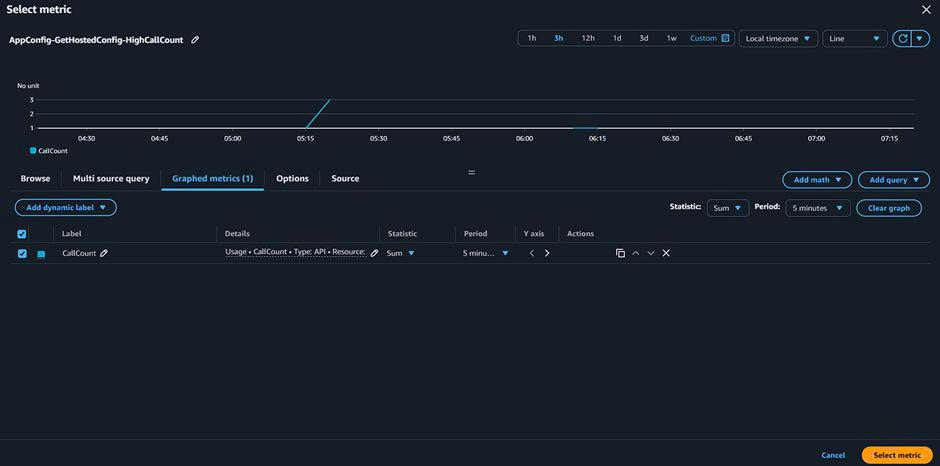 Select metric
AppConfig-GetHostedConfig-HighCallCount
1h 3h 12h 1d 3d 1w Custom Local timezone Line
No unit
3
2
1
04:30 04:45 05:00 05:15 05:30 05:45 06:00 06:15 06:30 06:45 07:00 07:15
CallCount
Browse Multi source query Graphed metrics (1) Options Source Add math Add query
Add dynamic label Statistic: Sum Period: 5 minutes Clear graph
Label Details Statistic Period Y axis Actions
CallCount Usage • CallCount • Type: API • Resource: Sum 5 minu...
Cancel Select metric